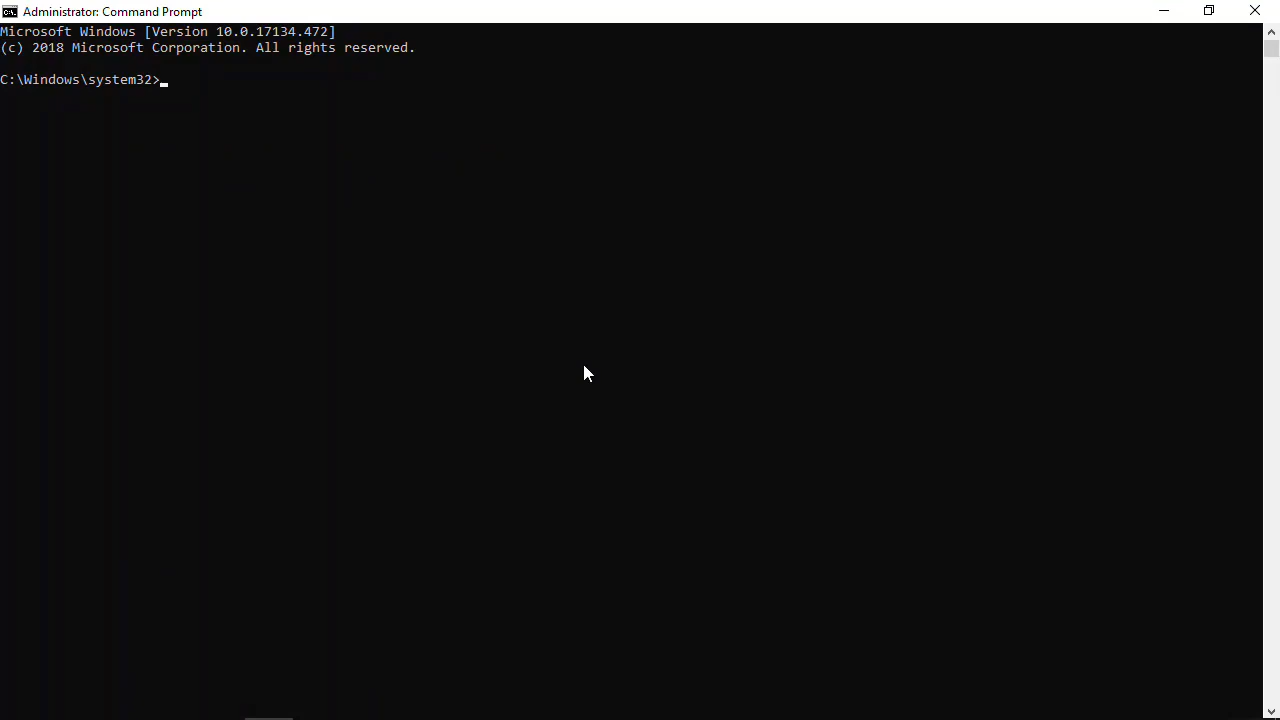 Administrator: Command Prompt
Microsoft Windows [Version 10.0.17134.472]
(c) 2018 Microsoft Corporation. All rights reserved.
C:\Windows\system32>